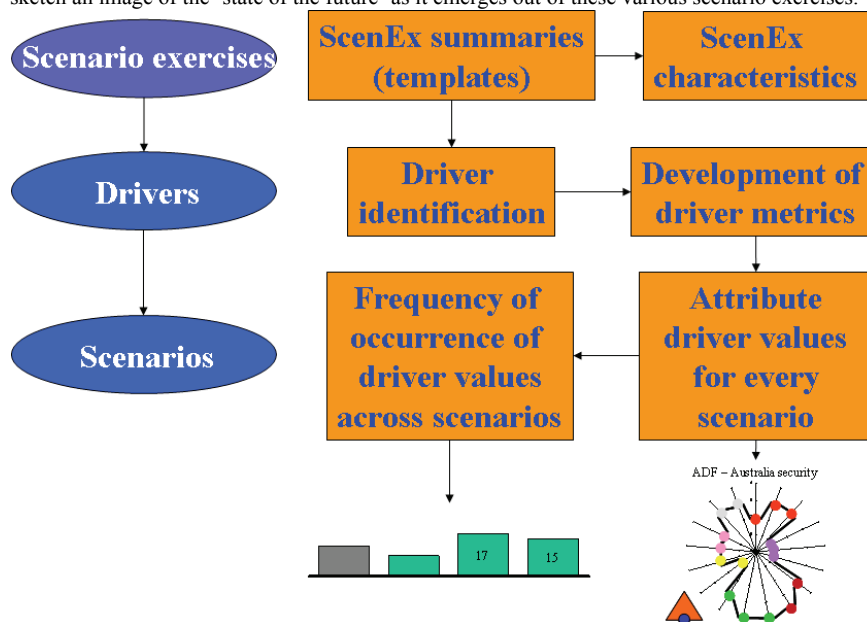 sketch an image of the 'state of the future' as it emerges out of these various scenario exercises.
Scenario exercises
ScenEx summaries
(templates)
ScenEx
characteristics
Drivers
Driver
identification
Development of
driver metrics
Scenarios
Frequency of
occurrence of
driver values
across scenarios
Attribute
driver values
for every
scenario
ADF – Australia security
17
15